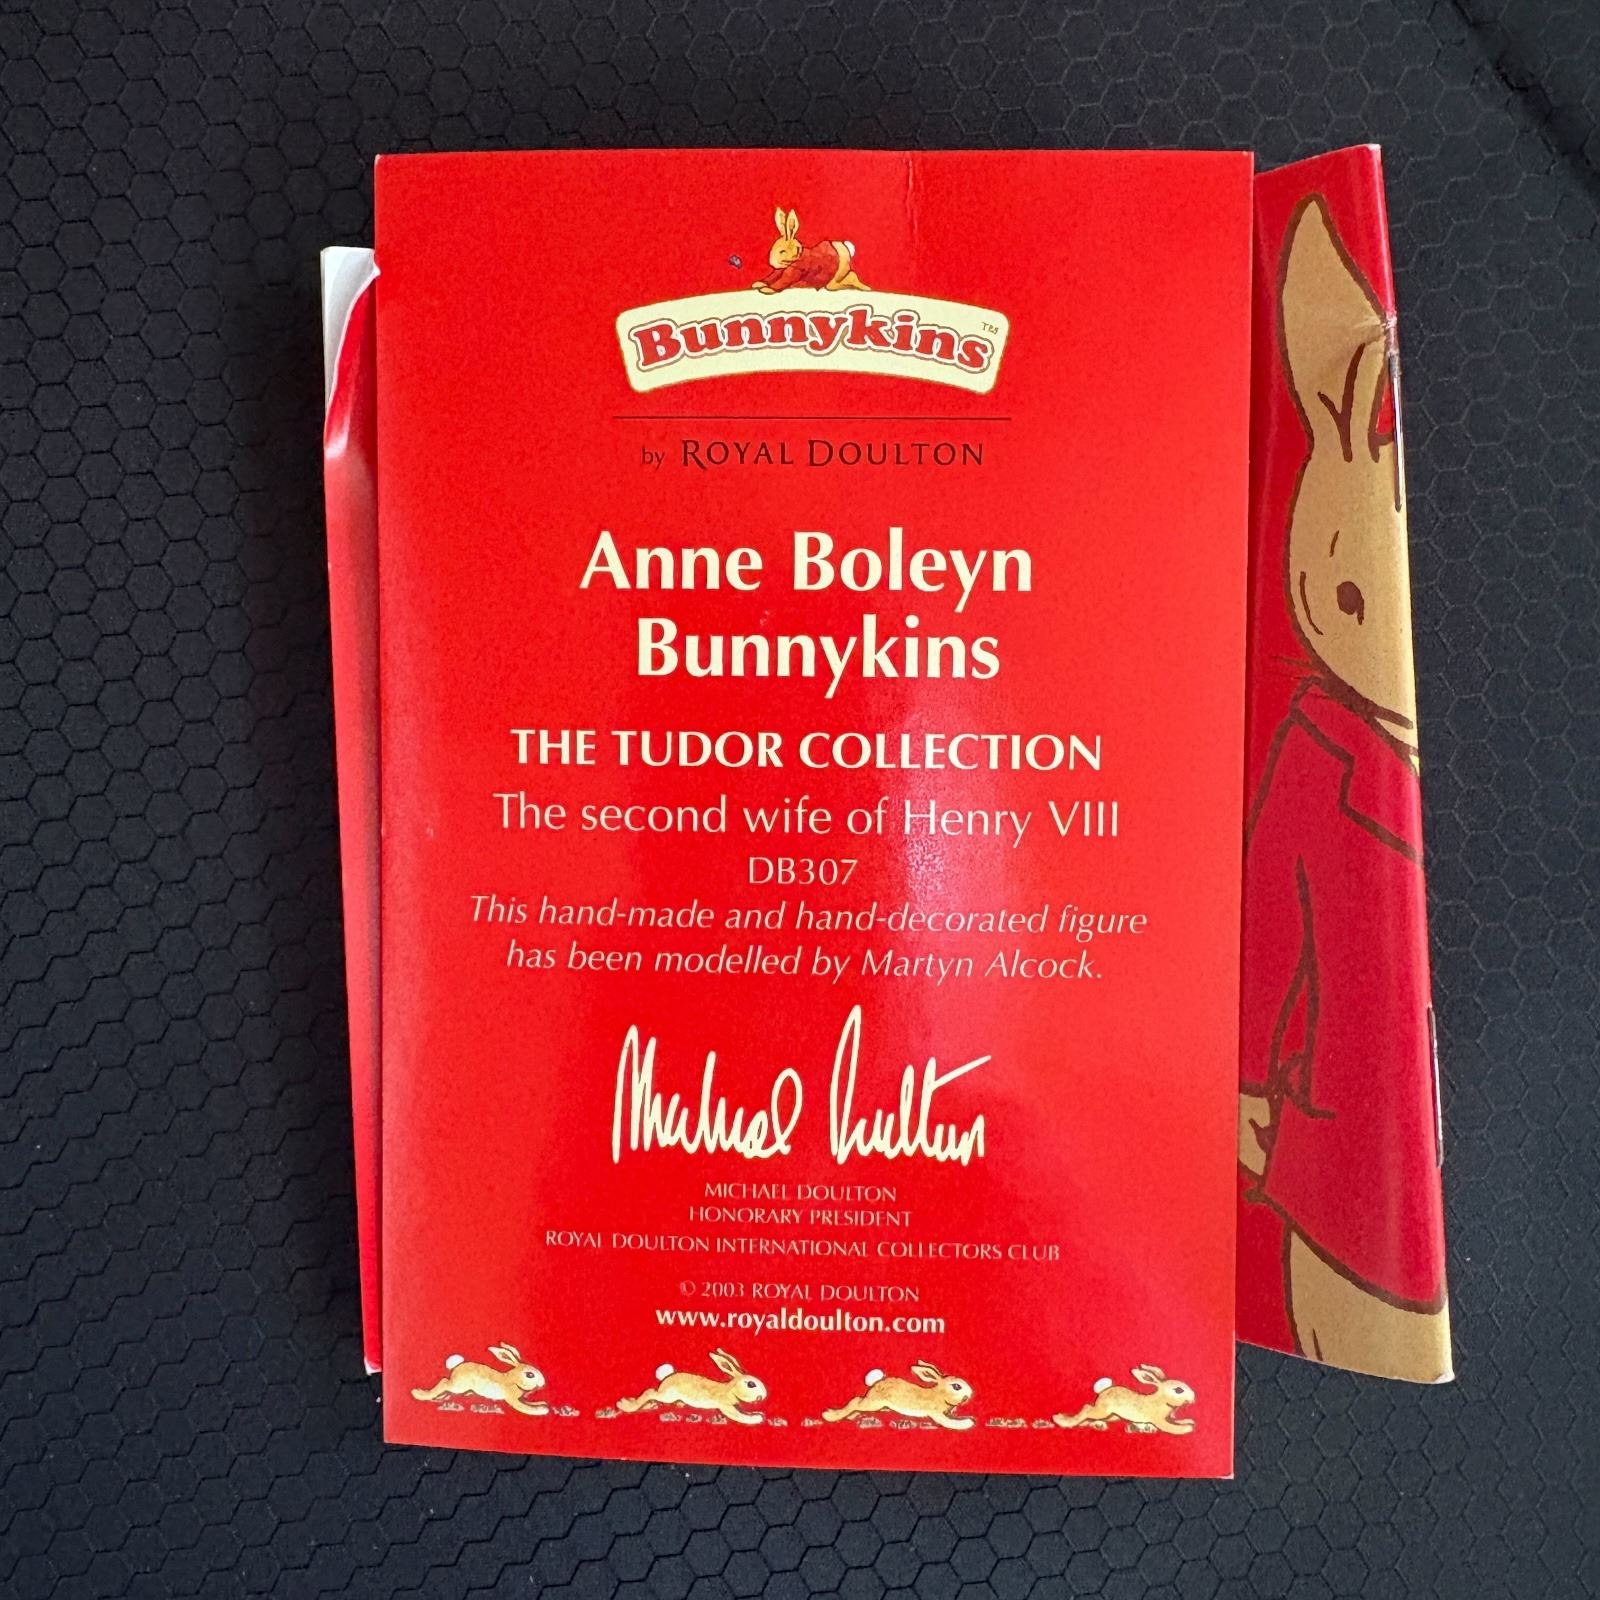 Bunnykins
by ROYAL DOULTON
Anne Boleyn
Bunnykins
THE TUDOR COLLECTION
The second wife of Henry VIII
DB307
This hand-made and hand-decorated figure
has been modelled by Martyn Alcock.
Michael Doulton
MICHAEL DOULTON
HONORARY PRESIDENT
ROYAL DOULTON INTERNATIONAL COLLECTORS CLUB
© 2003 ROYAL DOULTON
www.royaldoulton.com